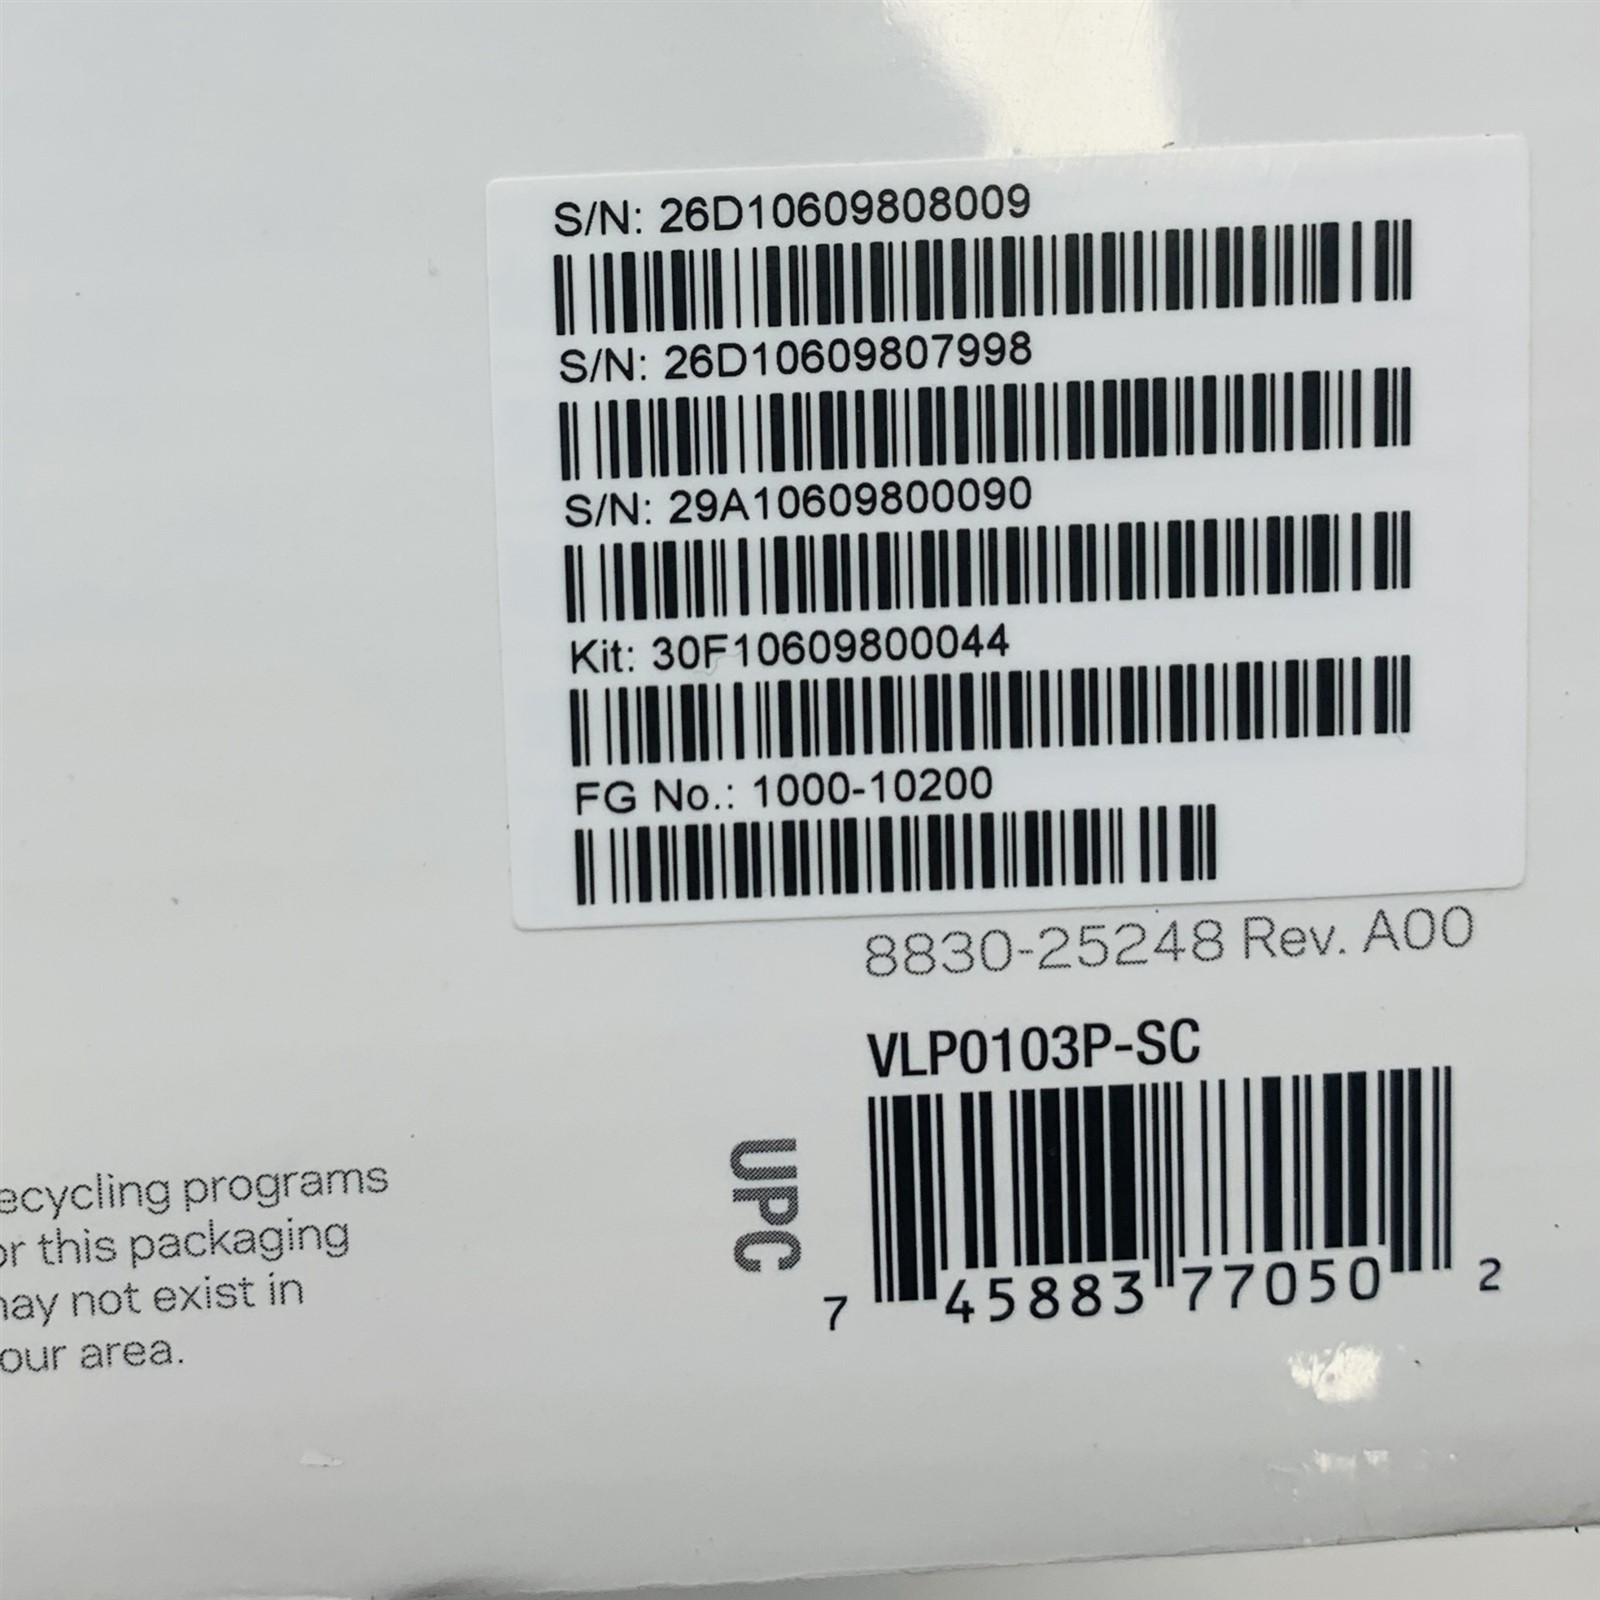 S/N: 26D10609808009
S/N: 26D10609807998
S/N: 29A10609800090
Kit: 30F10609800044
FG No.: 1000-10200
8830-25248 Rev. A00
VLP0103P-SC
UPC
7 45883 77050 2
ecycling programs
or this packaging
may not exist in
our area.